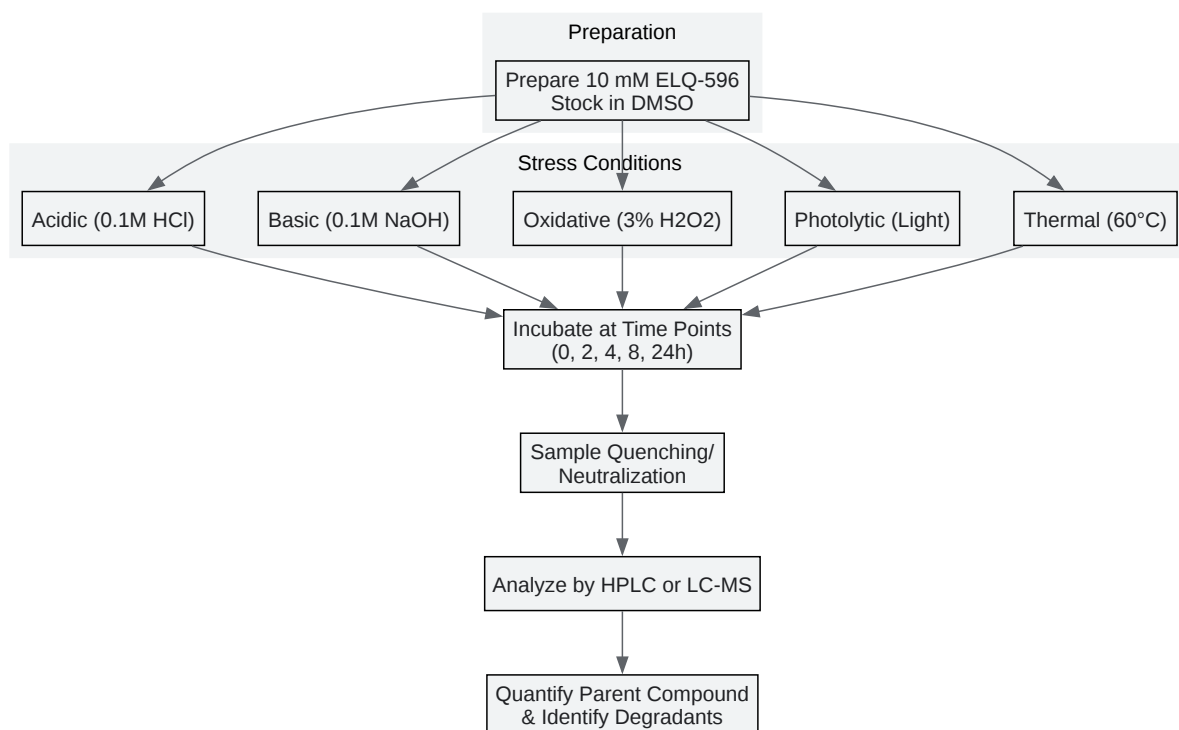 Preparation
Prepare 10 mM ELQ-596
Stock in DMSO
Stress Conditions
Acidic (0.1M HCl)
Basic (0.1M NaOH)
Oxidative (3% H2O2)
Photolytic (Light)
Thermal (60°C)
Incubate at Time Points
(0, 2, 4, 8, 24h)
Sample Quenching/
Neutralization
Analyze by HPLC or LC-MS
Quantify Parent Compound
& Identify Degradants